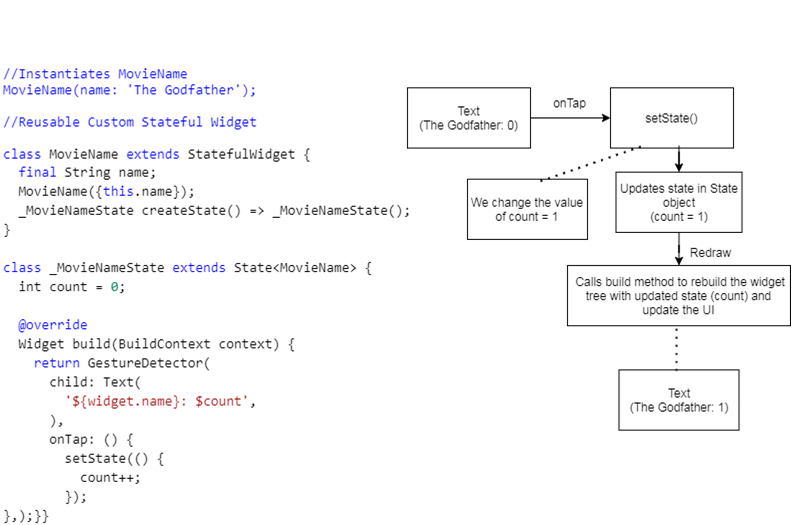 //Instantiates MovieName
MovieName(name: 'The Godfather');
//Reusable Custom Stateful Widget
class MovieName extends StatefulWidget {
  final String name;
  MovieName({this.name});
  _MovieNameState createState() => _MovieNameState();
}
class _MovieNameState extends State<MovieName> {
  int count = 0;
  @override
  Widget build(BuildContext context) {
    return GestureDetector(
      child: Text(
        '${widget.name}: $count',
      ),
      onTap: () {
        setState(() {
          count++;
        });
},);}}
Text
(The Godfather: 0)
onTap
setState()
We change the value
of count = 1
Updates state in State
object
(count = 1)
Redraw
Calls build method to rebuild the widget
tree with updated state (count) and
update the UI
Text
(The Godfather: 1)